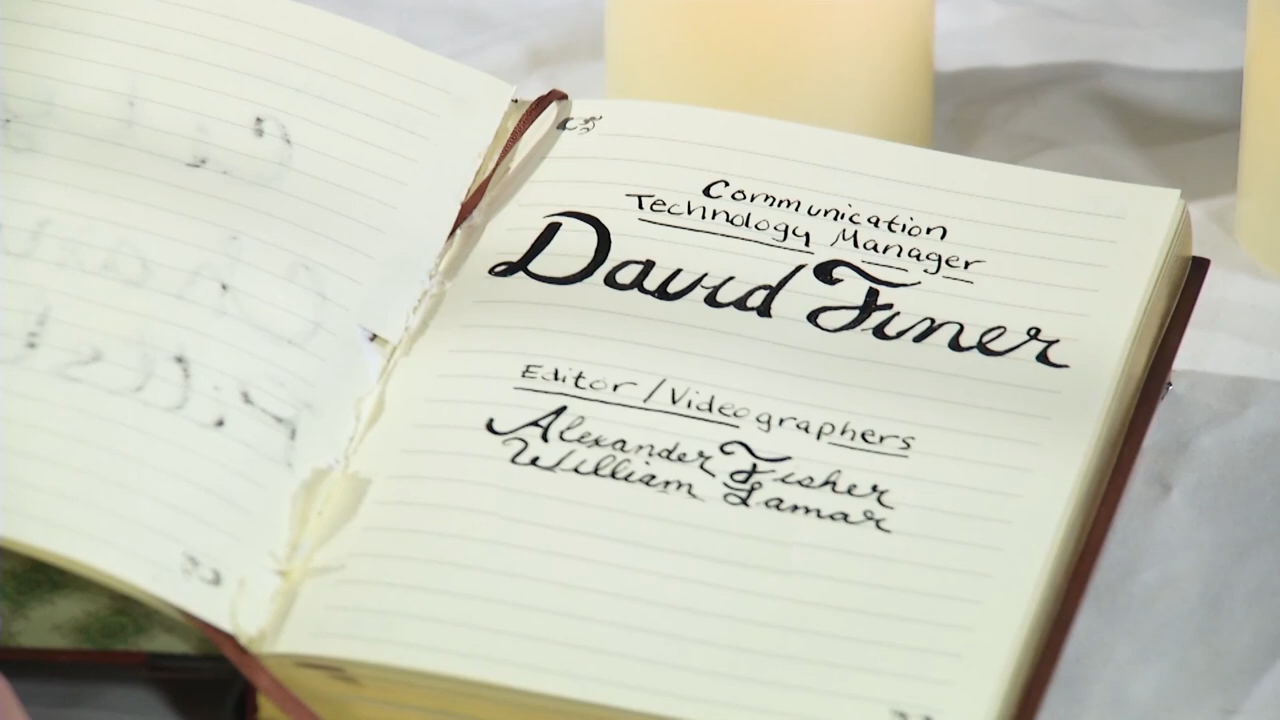 Communication
Technology Manager
David Finer
Editor/Videographers
Alexander Fisher
William Lamar